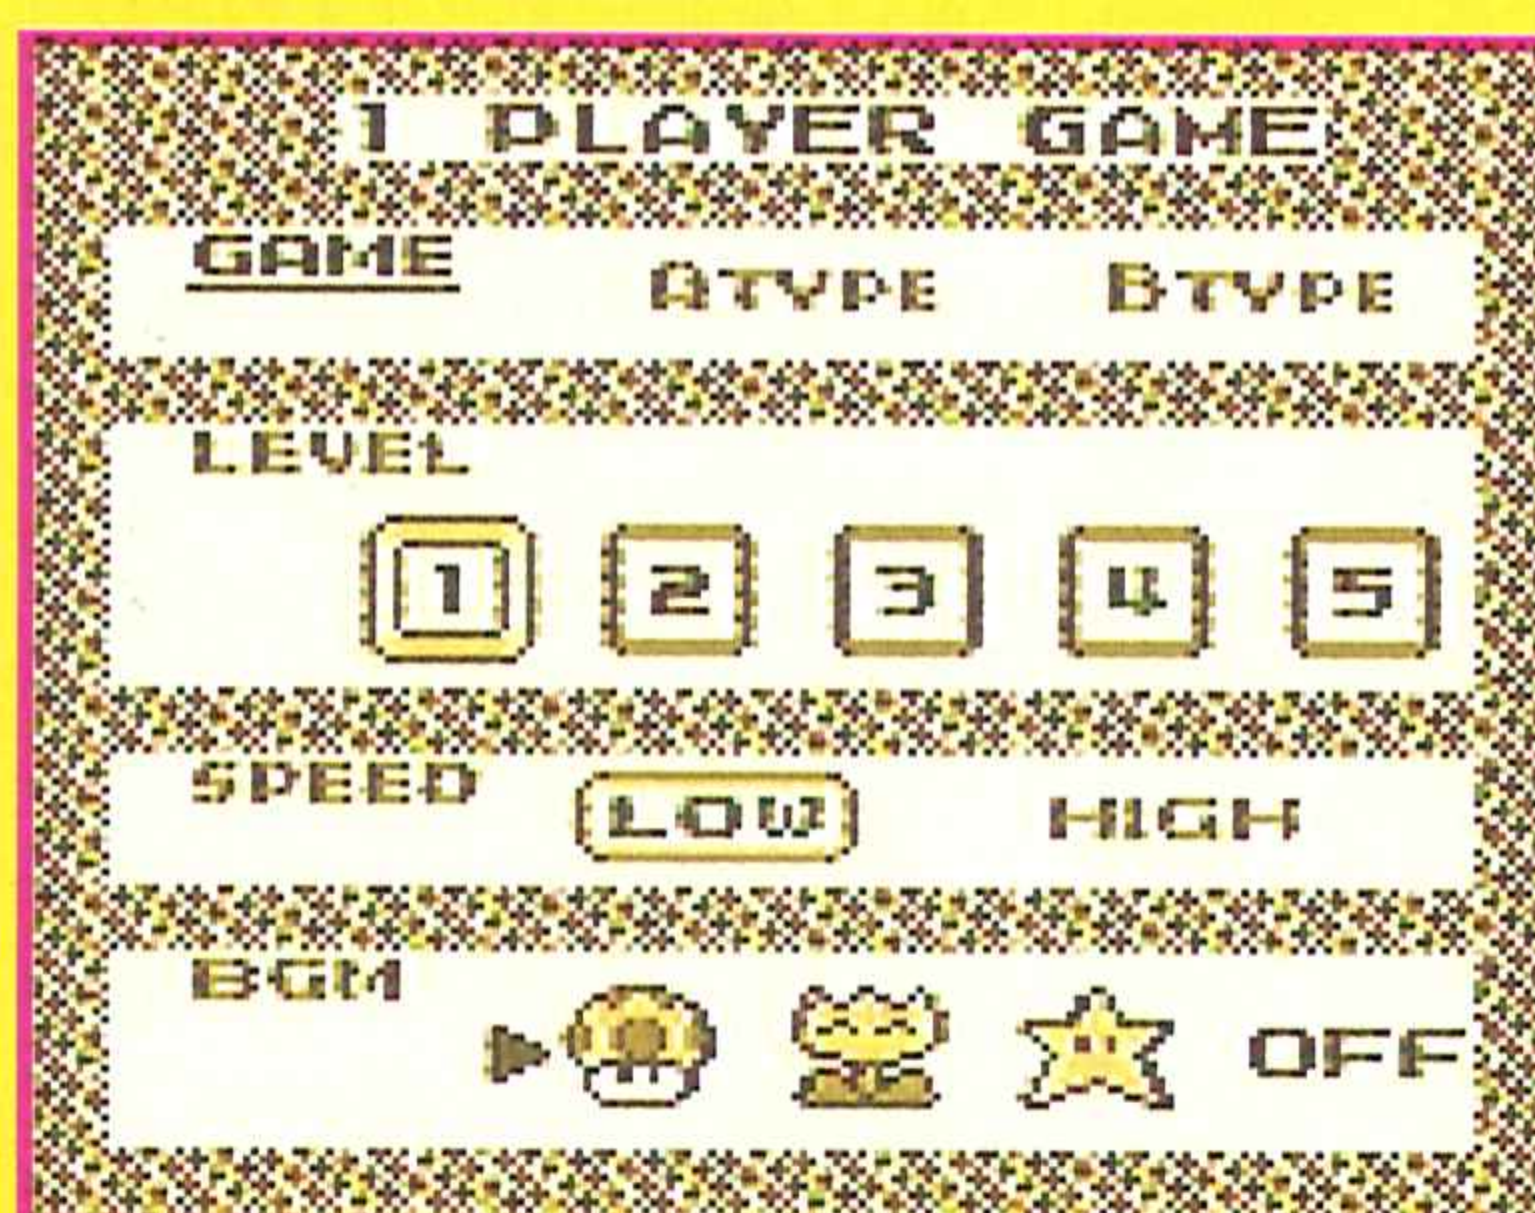 1 PLAYER GAME
GAME
ATYPE BTYPE
LEVEL
1 2 3 4 5
SPEED
LOW HIGH
BGM
OFF